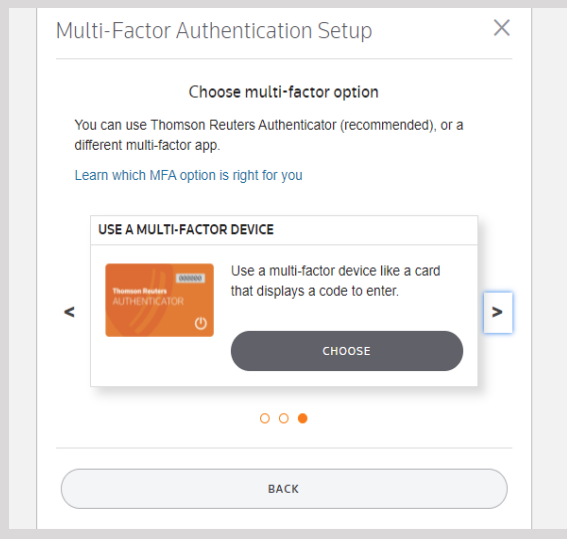 Multi-Factor Authentication Setup
Choose multi-factor option
You can use Thomson Reuters Authenticator (recommended), or a
different multi-factor app.
Learn which MFA option is right for you
USE A MULTI-FACTOR DEVICE
000000
Thomson Reuters
AUTHENTICATOR
Use a multi-factor device like a card
that displays a code to enter.
<
>
CHOOSE
BACK